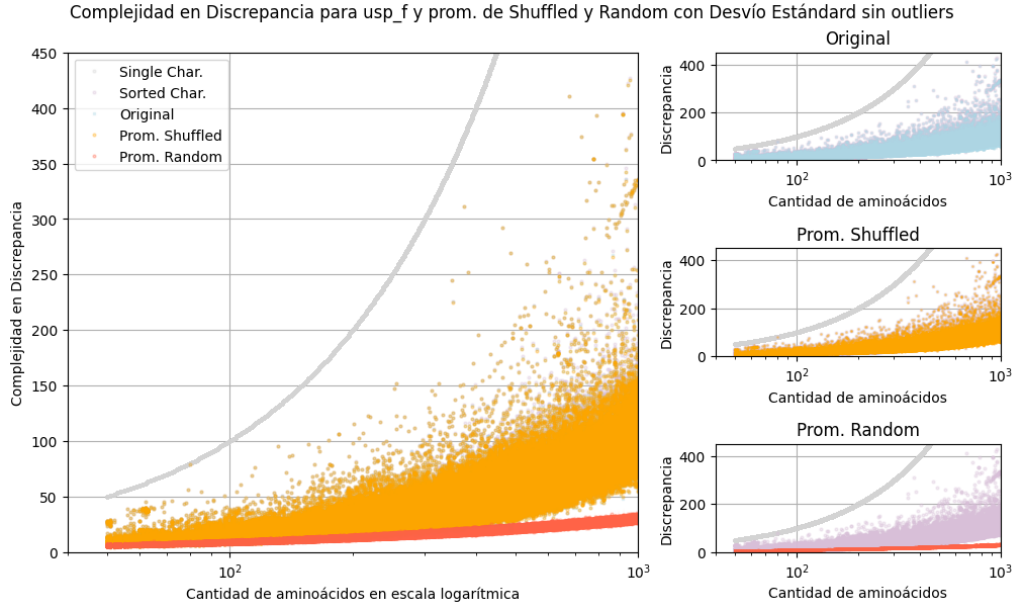 Complejidad en Discrepancia para usp_f y prom. de Shuffled y Random con Desvío Estándard sin outliers
Complejidad en Discrepancia
450
400
350
300
250
200
150
100
50
0
Single Char.
Sorted Char.
Original
Prom. Shuffled
Prom. Random
10²
10³
Cantidad de aminoácidos en escala logarítmica
Original
Discrepancia
400
200
0
10²
10³
Cantidad de aminoácidos
Prom. Shuffled
Discrepancia
400
200
0
10²
10³
Cantidad de aminoácidos
Prom. Random
Discrepancia
400
200
0
10²
10³
Cantidad de aminoácidos